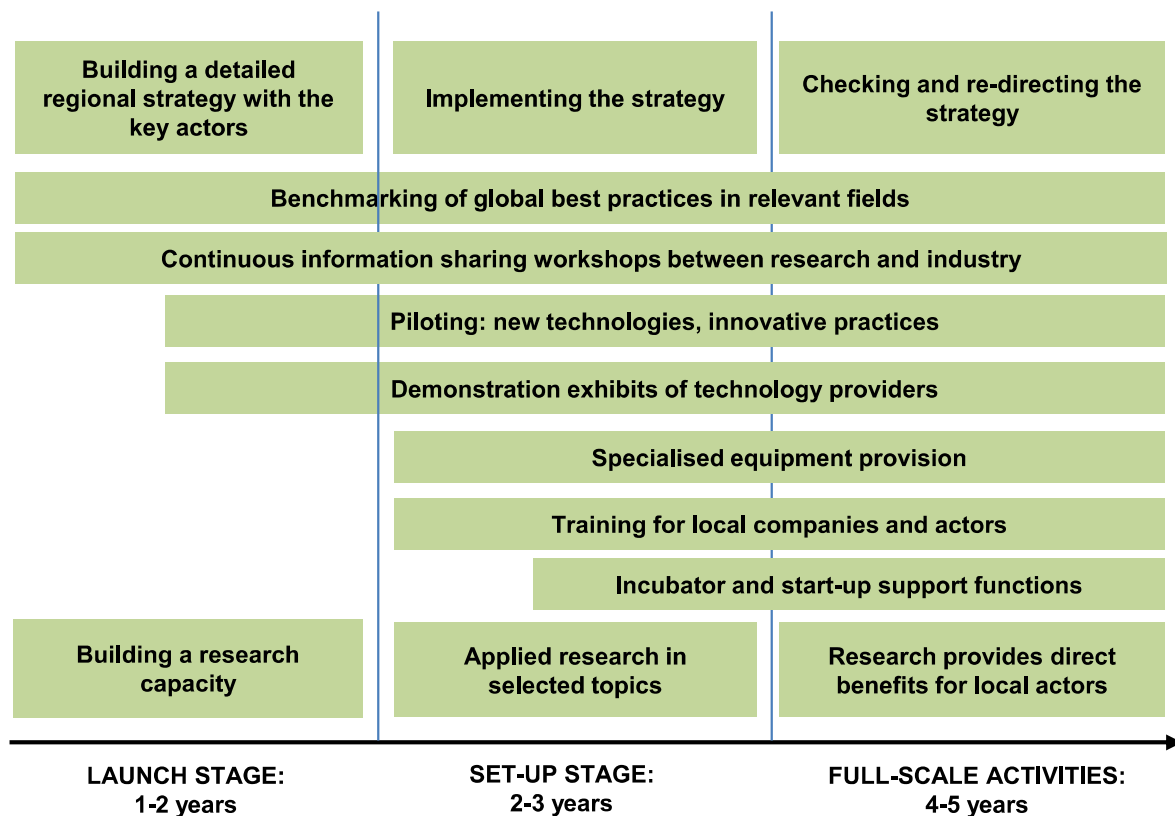 Building a detailed
regional strategy with the
key actors
Implementing the strategy
Checking and re-directing the
strategy
Benchmarking of global best practices in relevant fields
Continuous information sharing workshops between research and industry
Piloting: new technologies, innovative practices
Demonstration exhibits of technology providers
Specialised equipment provision
Training for local companies and actors
Incubator and start-up support functions
Building a research
capacity
Applied research in
selected topics
Research provides direct
benefits for local actors
LAUNCH STAGE:
1-2 years
SET-UP STAGE:
2-3 years
FULL-SCALE ACTIVITIES:
4-5 years